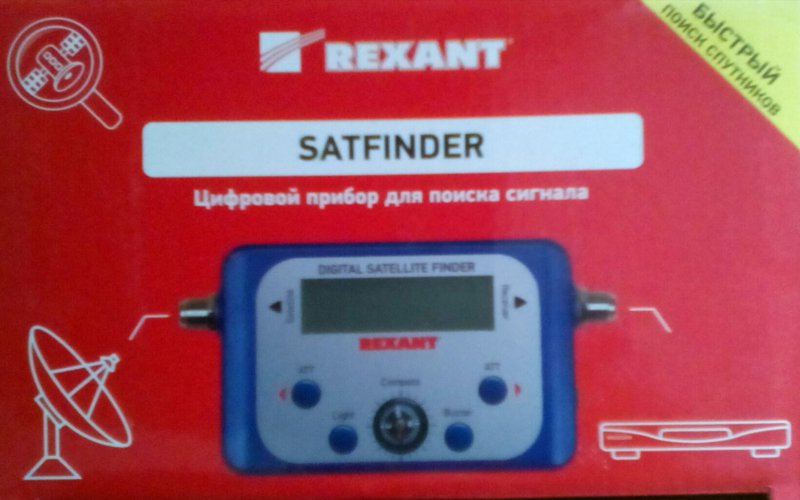 REXANT
БЫСТРЫЙ
ПОИСК СПУТНИКОВ
SATFINDER
Цифровой прибор для поиска сигнала
DIGITAL SATELLITE FINDER
Satellite
Receiver
REXANT
ATT
ATT
Compass
Light
Buzzer